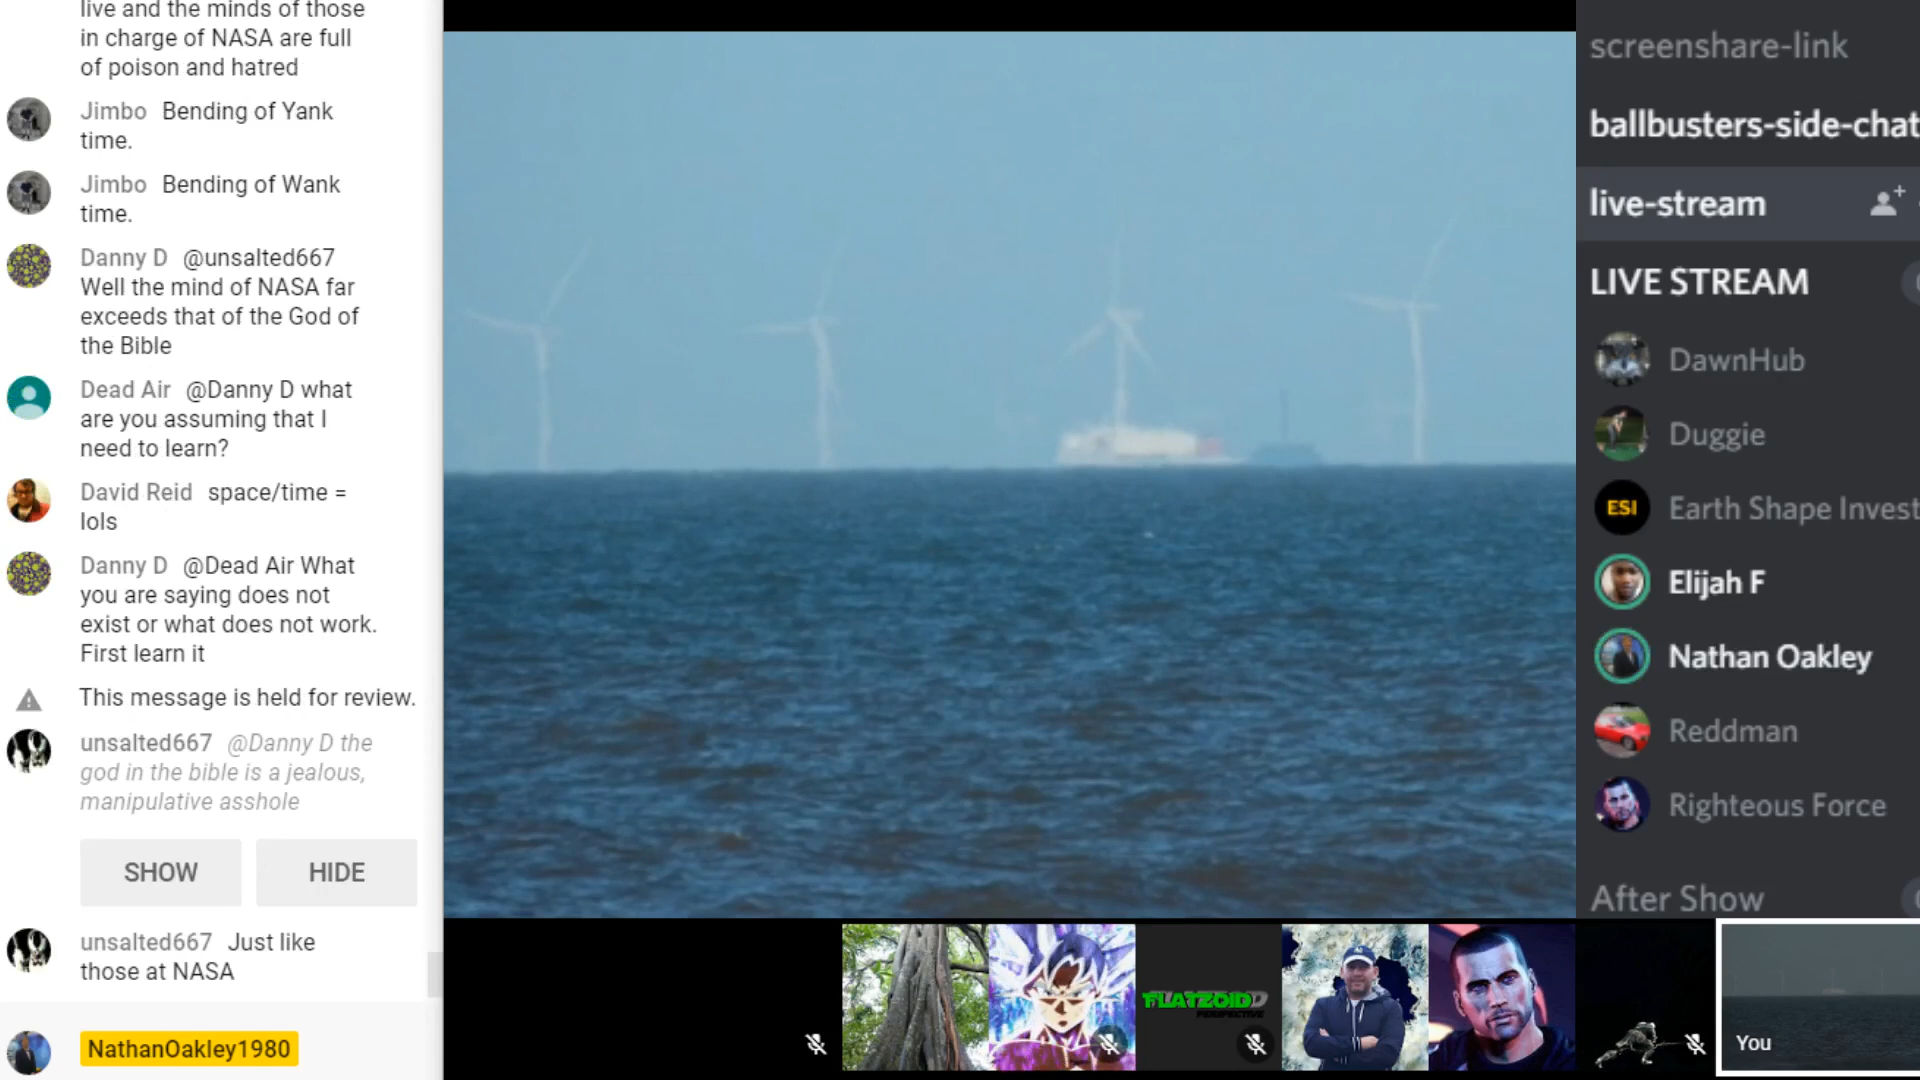 live and the minds of those
in charge of NASA are full
of poison and hatred
Jimbo Bending of Yank
time.
Jimbo Bending of Wank
time.
Danny D @unsalted667
Well the mind of NASA far
exceeds that of the God of
the Bible
Dead Air @Danny D what
are you assuming that I
need to learn?
David Reid space/time =
lols
Danny D @Dead Air What
you are saying does not
exist or what does not work.
First learn it
This message is held for review.
unsalted667 @Danny D the
god in the bible is a jealous,
manipulative asshole
SHOW HIDE
unsalted667 Just like
those at NASA
NathanOakley1980
screenshare-link
ballbusters-side-chat
live-stream
LIVE STREAM
DawnHub
Duggie
ESI Earth Shape Invest
Elijah F
Nathan Oakley
Reddman
Righteous Force
After Show
FLATZOID
PERSPECTIVE
You